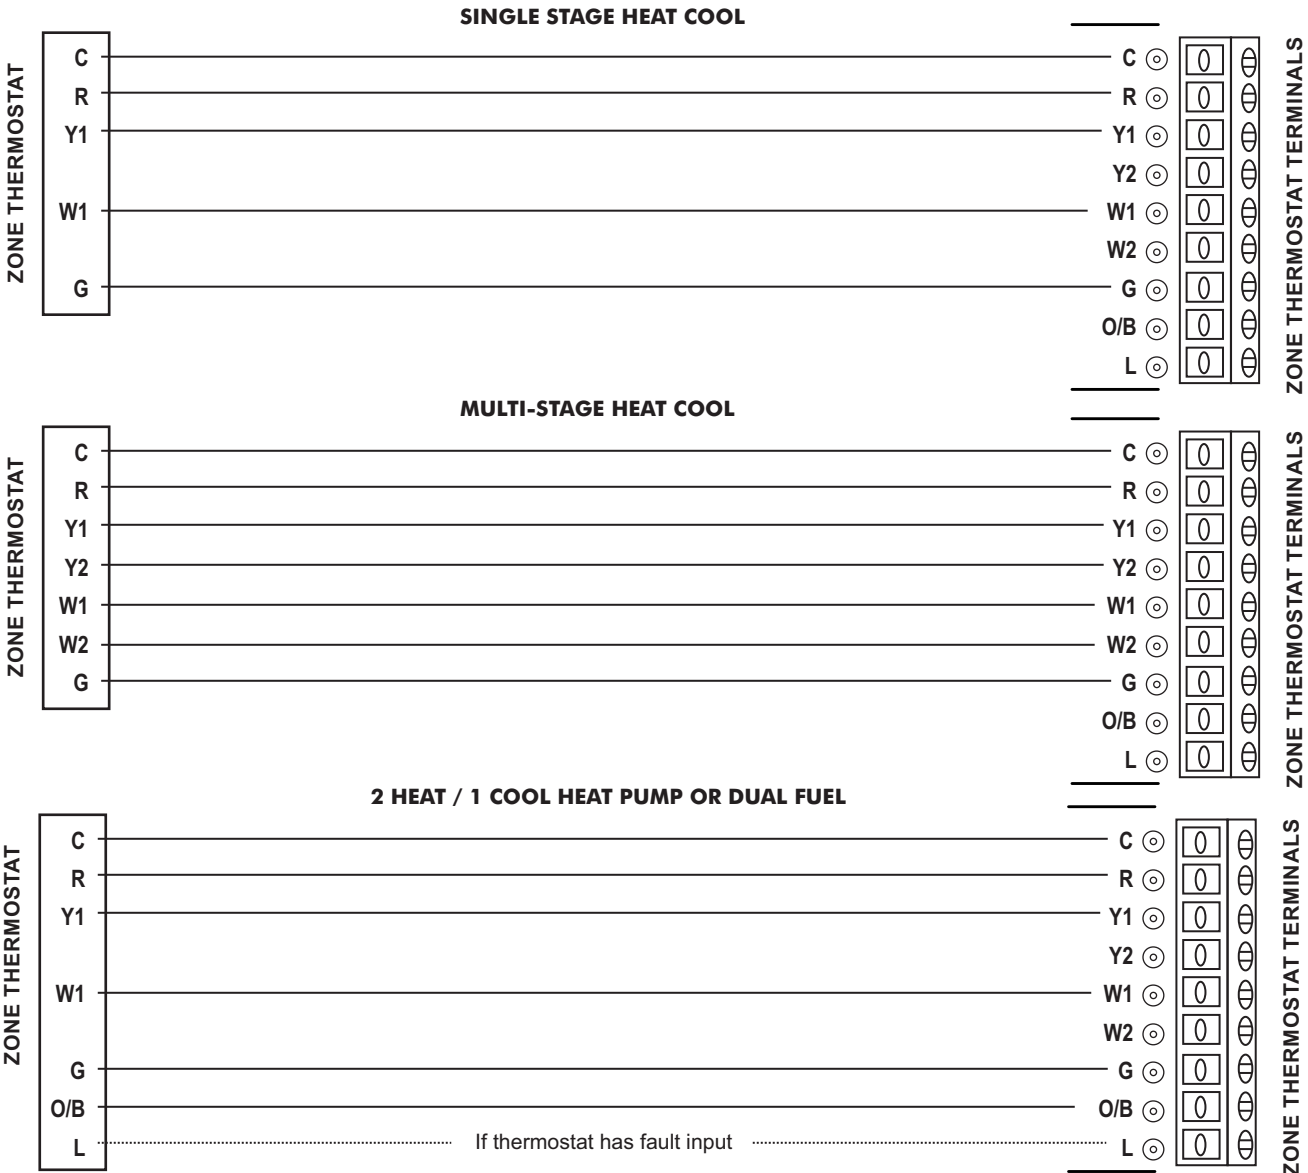 SINGLE STAGE HEAT COOL
ZONE THERMOSTAT
C
R
Y1
W1
G
C
R
Y1
Y2
W1
W2
G
O/B
L
ZONE THERMOSTAT TERMINALS
MULTI-STAGE HEAT COOL
ZONE THERMOSTAT
C
R
Y1
Y2
W1
W2
G
C
R
Y1
Y2
W1
W2
G
O/B
L
ZONE THERMOSTAT TERMINALS
2 HEAT / 1 COOL HEAT PUMP OR DUAL FUEL
ZONE THERMOSTAT
C
R
Y1
W1
G
O/B
L
If thermostat has fault input
C
R
Y1
Y2
W1
W2
G
O/B
L
ZONE THERMOSTAT TERMINALS